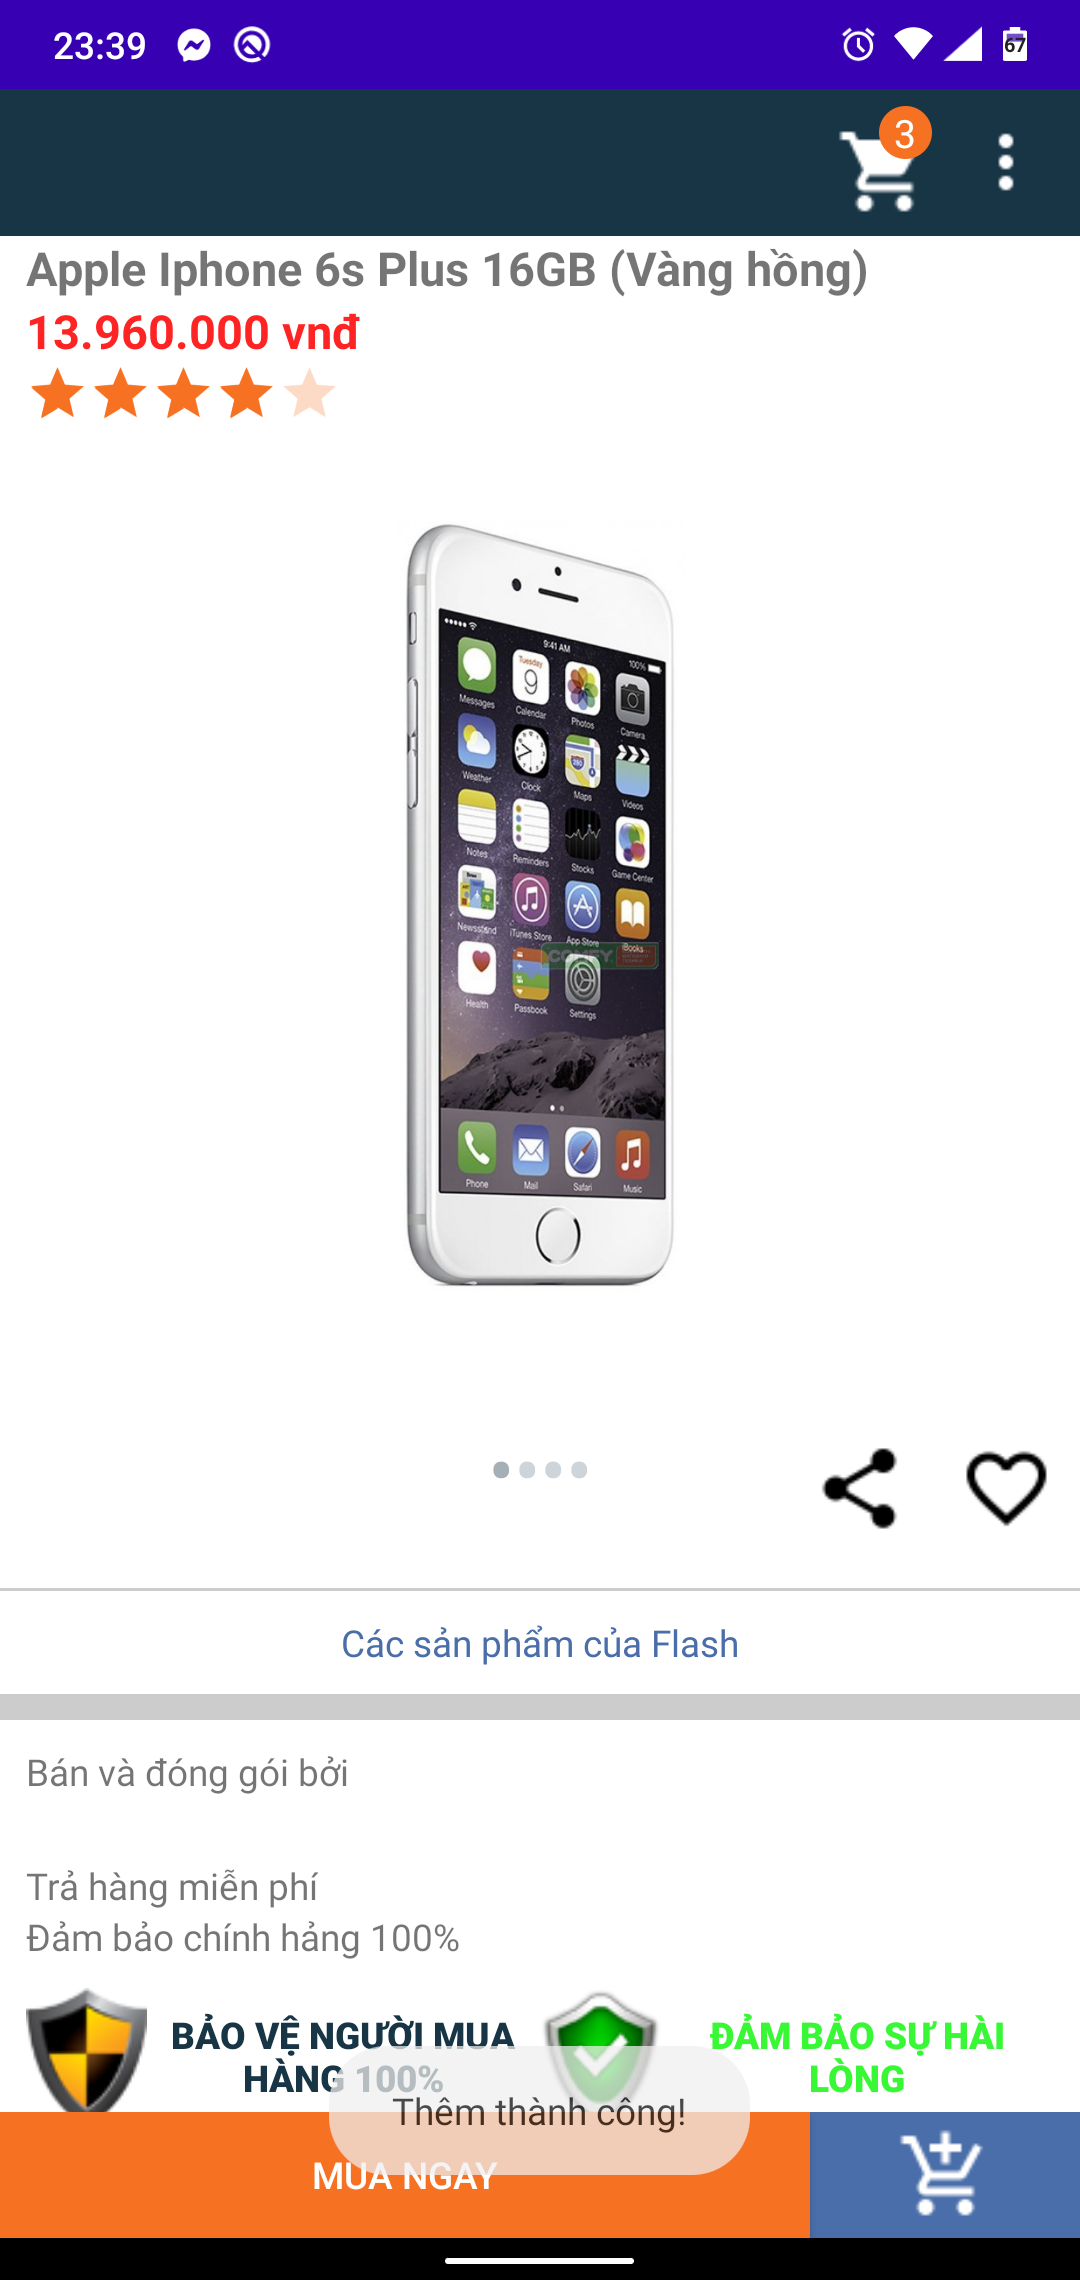 23:39
67
3
Apple Iphone 6s Plus 16GB (Vàng hồng)
13.960.000 vnđ
9:41 AM
100%
Tuesday
9
Messages
Calendar
Photos
Camera
Weather
Clock
Maps
Videos
Notes
Reminders
Stocks
Game Center
Newsstand
iTunes Store
App Store
iBooks
COMFY
Health
Passbook
Settings
Phone
Mail
Safari
Music
Các sản phẩm của Flash
Bán và đóng gói bởi
Trả hàng miễn phí
Đảm bảo chính hảng 100%
BẢO VỆ NGƯỜI MUA
HÀNG 100%
ĐẢM BẢO SỰ HÀI
LÒNG
Thêm thành công!
MUA NGAY